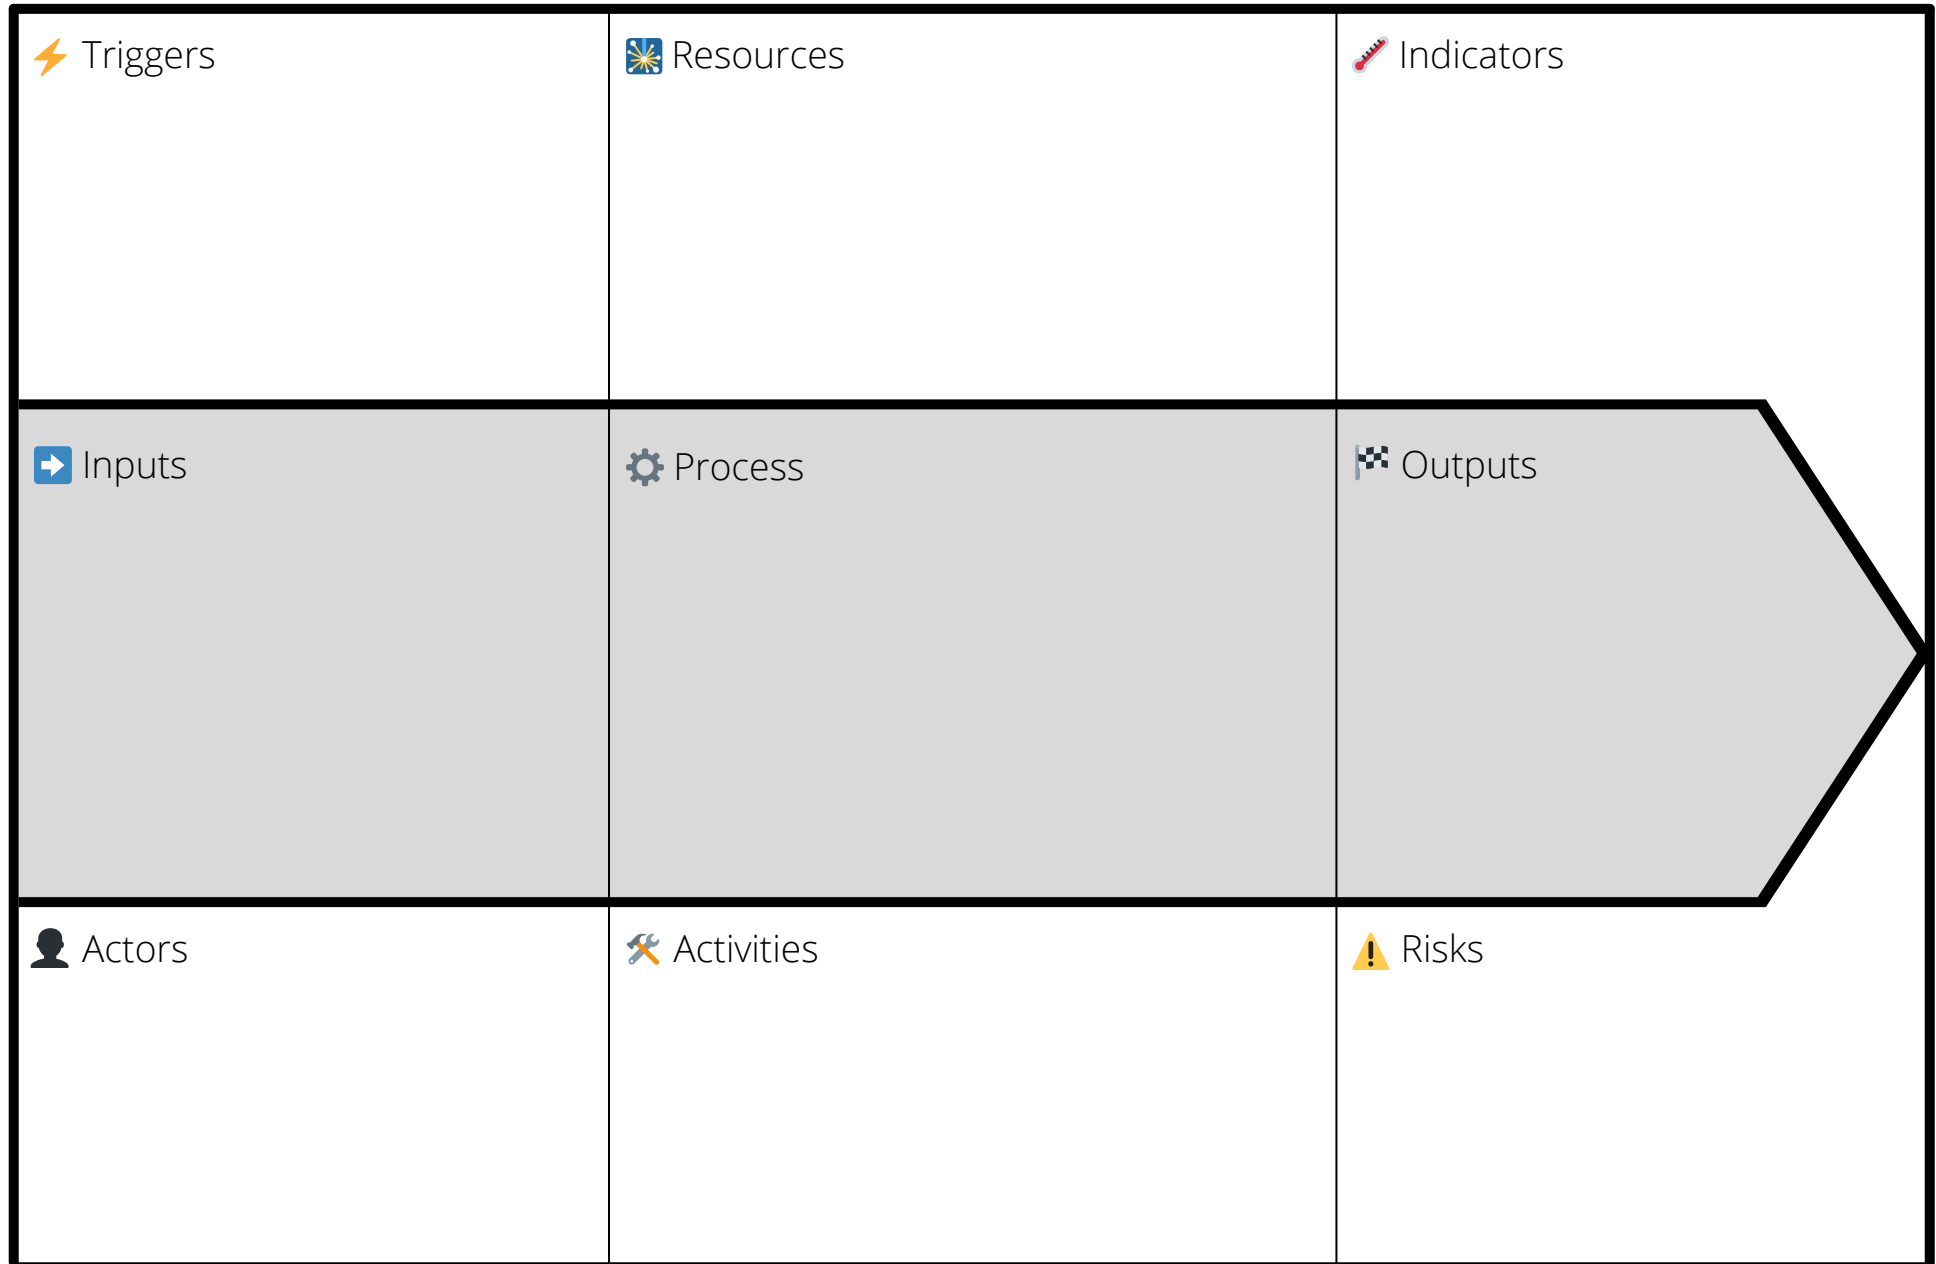 Triggers
Resources
Indicators
Inputs
Process
Outputs
Actors
Activities
Risks